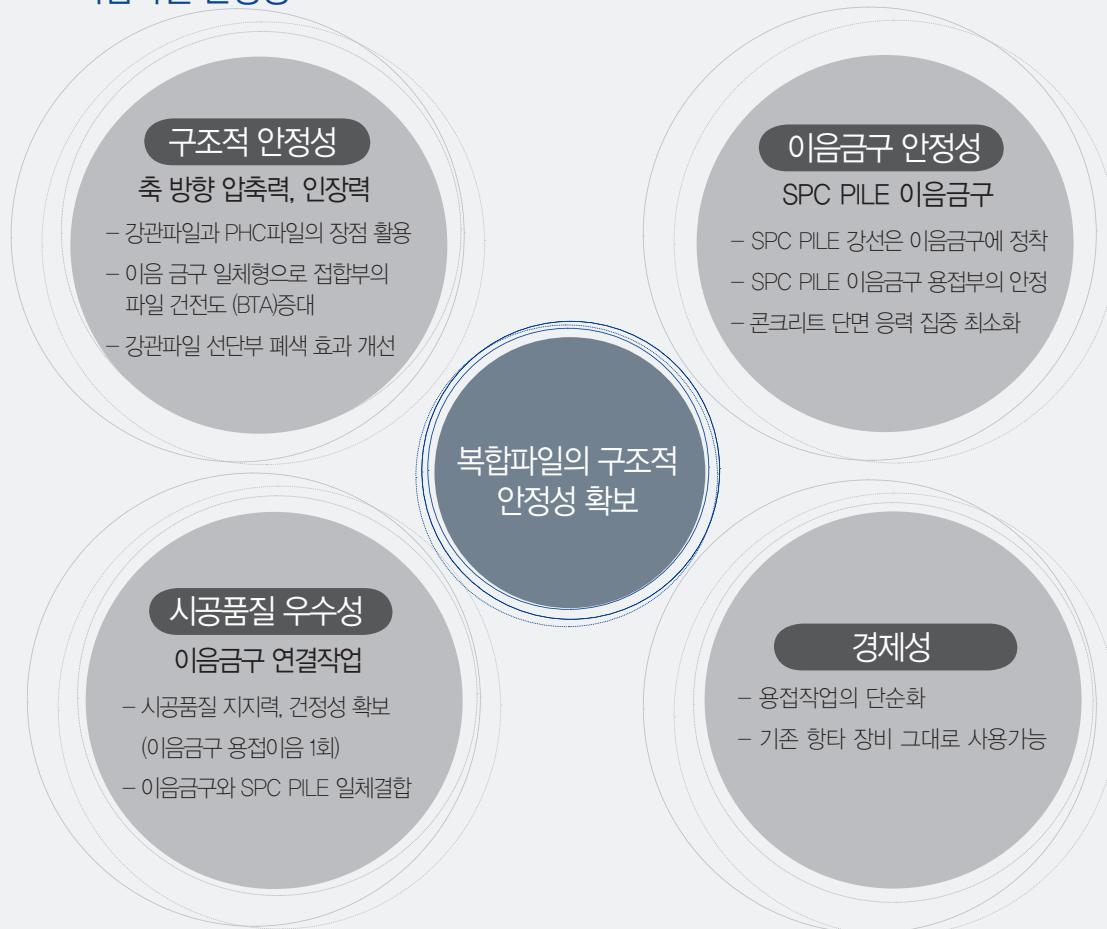 구조적 안정성
축 방향 압축력, 인장력
– 강관파일과 PHC파일의 장점 활용
– 이음 금구 일체형으로 접합부의
파일 건전도 (BTA)증대
– 강관파일 선단부 폐색 효과 개선
이음금구 안정성
SPC PILE 이음금구
– SPC PILE 강선은 이음금구에 정착
– SPC PILE 이음금구 용접부의 안정
– 콘크리트 단면 응력 집중 최소화
복합파일의 구조적
안정성 확보
시공품질 우수성
이음금구 연결작업
– 시공품질 지지력, 건정성 확보
(이음금구 용접이음 1회)
– 이음금구와 SPC PILE 일체결합
경제성
– 용접작업의 단순화
– 기존 항타 장비 그대로 사용가능